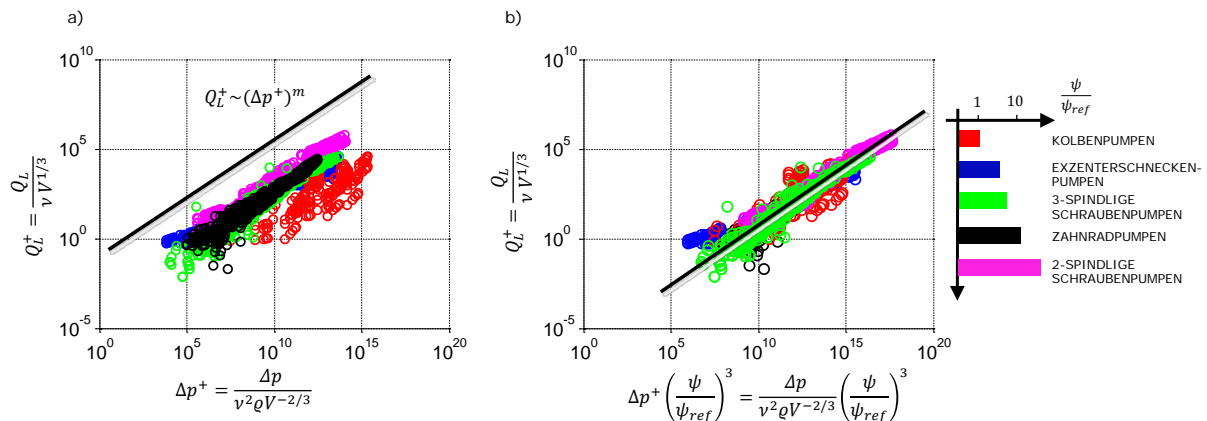 a)
10^10
10^5
10^0
10^-5
10^0 10^5 10^10 10^15 10^20
Q_L^+ = Q_L / (ν V^1/3)
Q_L^+ ~ (Δp^+)^m
Δp^+ = Δp / (ν^2 ϱV^-2/3)
b)
10^10
10^5
10^0
10^-5
10^0 10^5 10^10 10^15 10^20
Q_L^+ = Q_L / (ν V^1/3)
Δp^+ (ψ / ψ_ref)^3 = Δp / (ν^2 ϱV^-2/3) (ψ / ψ_ref)^3
ψ / ψ_ref
1 10
KOLBENPUMPEN
EXZENTERSCHNECKEN-
PUMPEN
3-SPINDLIGE
SCHRAUBENPUMPEN
ZAHNRADPUMPEN
2-SPINDLIGE
SCHRAUBENPUMPEN